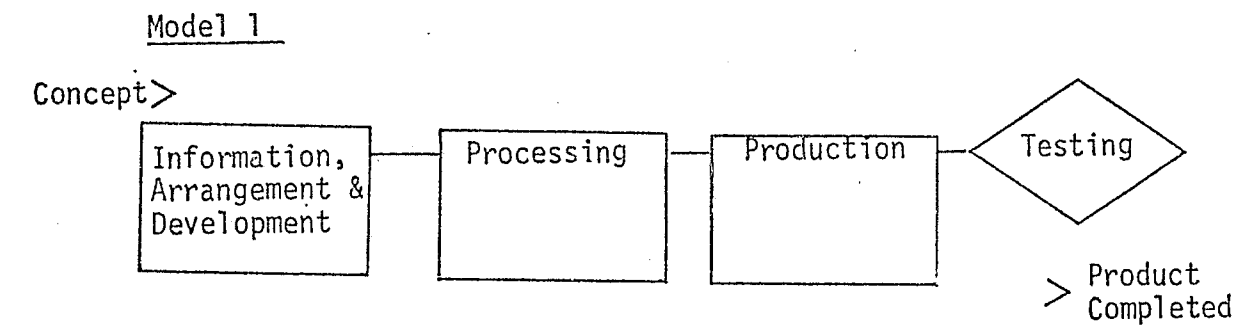 Model 1
Concept>
Information,
Arrangement &
Development
Processing
Production
Testing
> Product
Completed